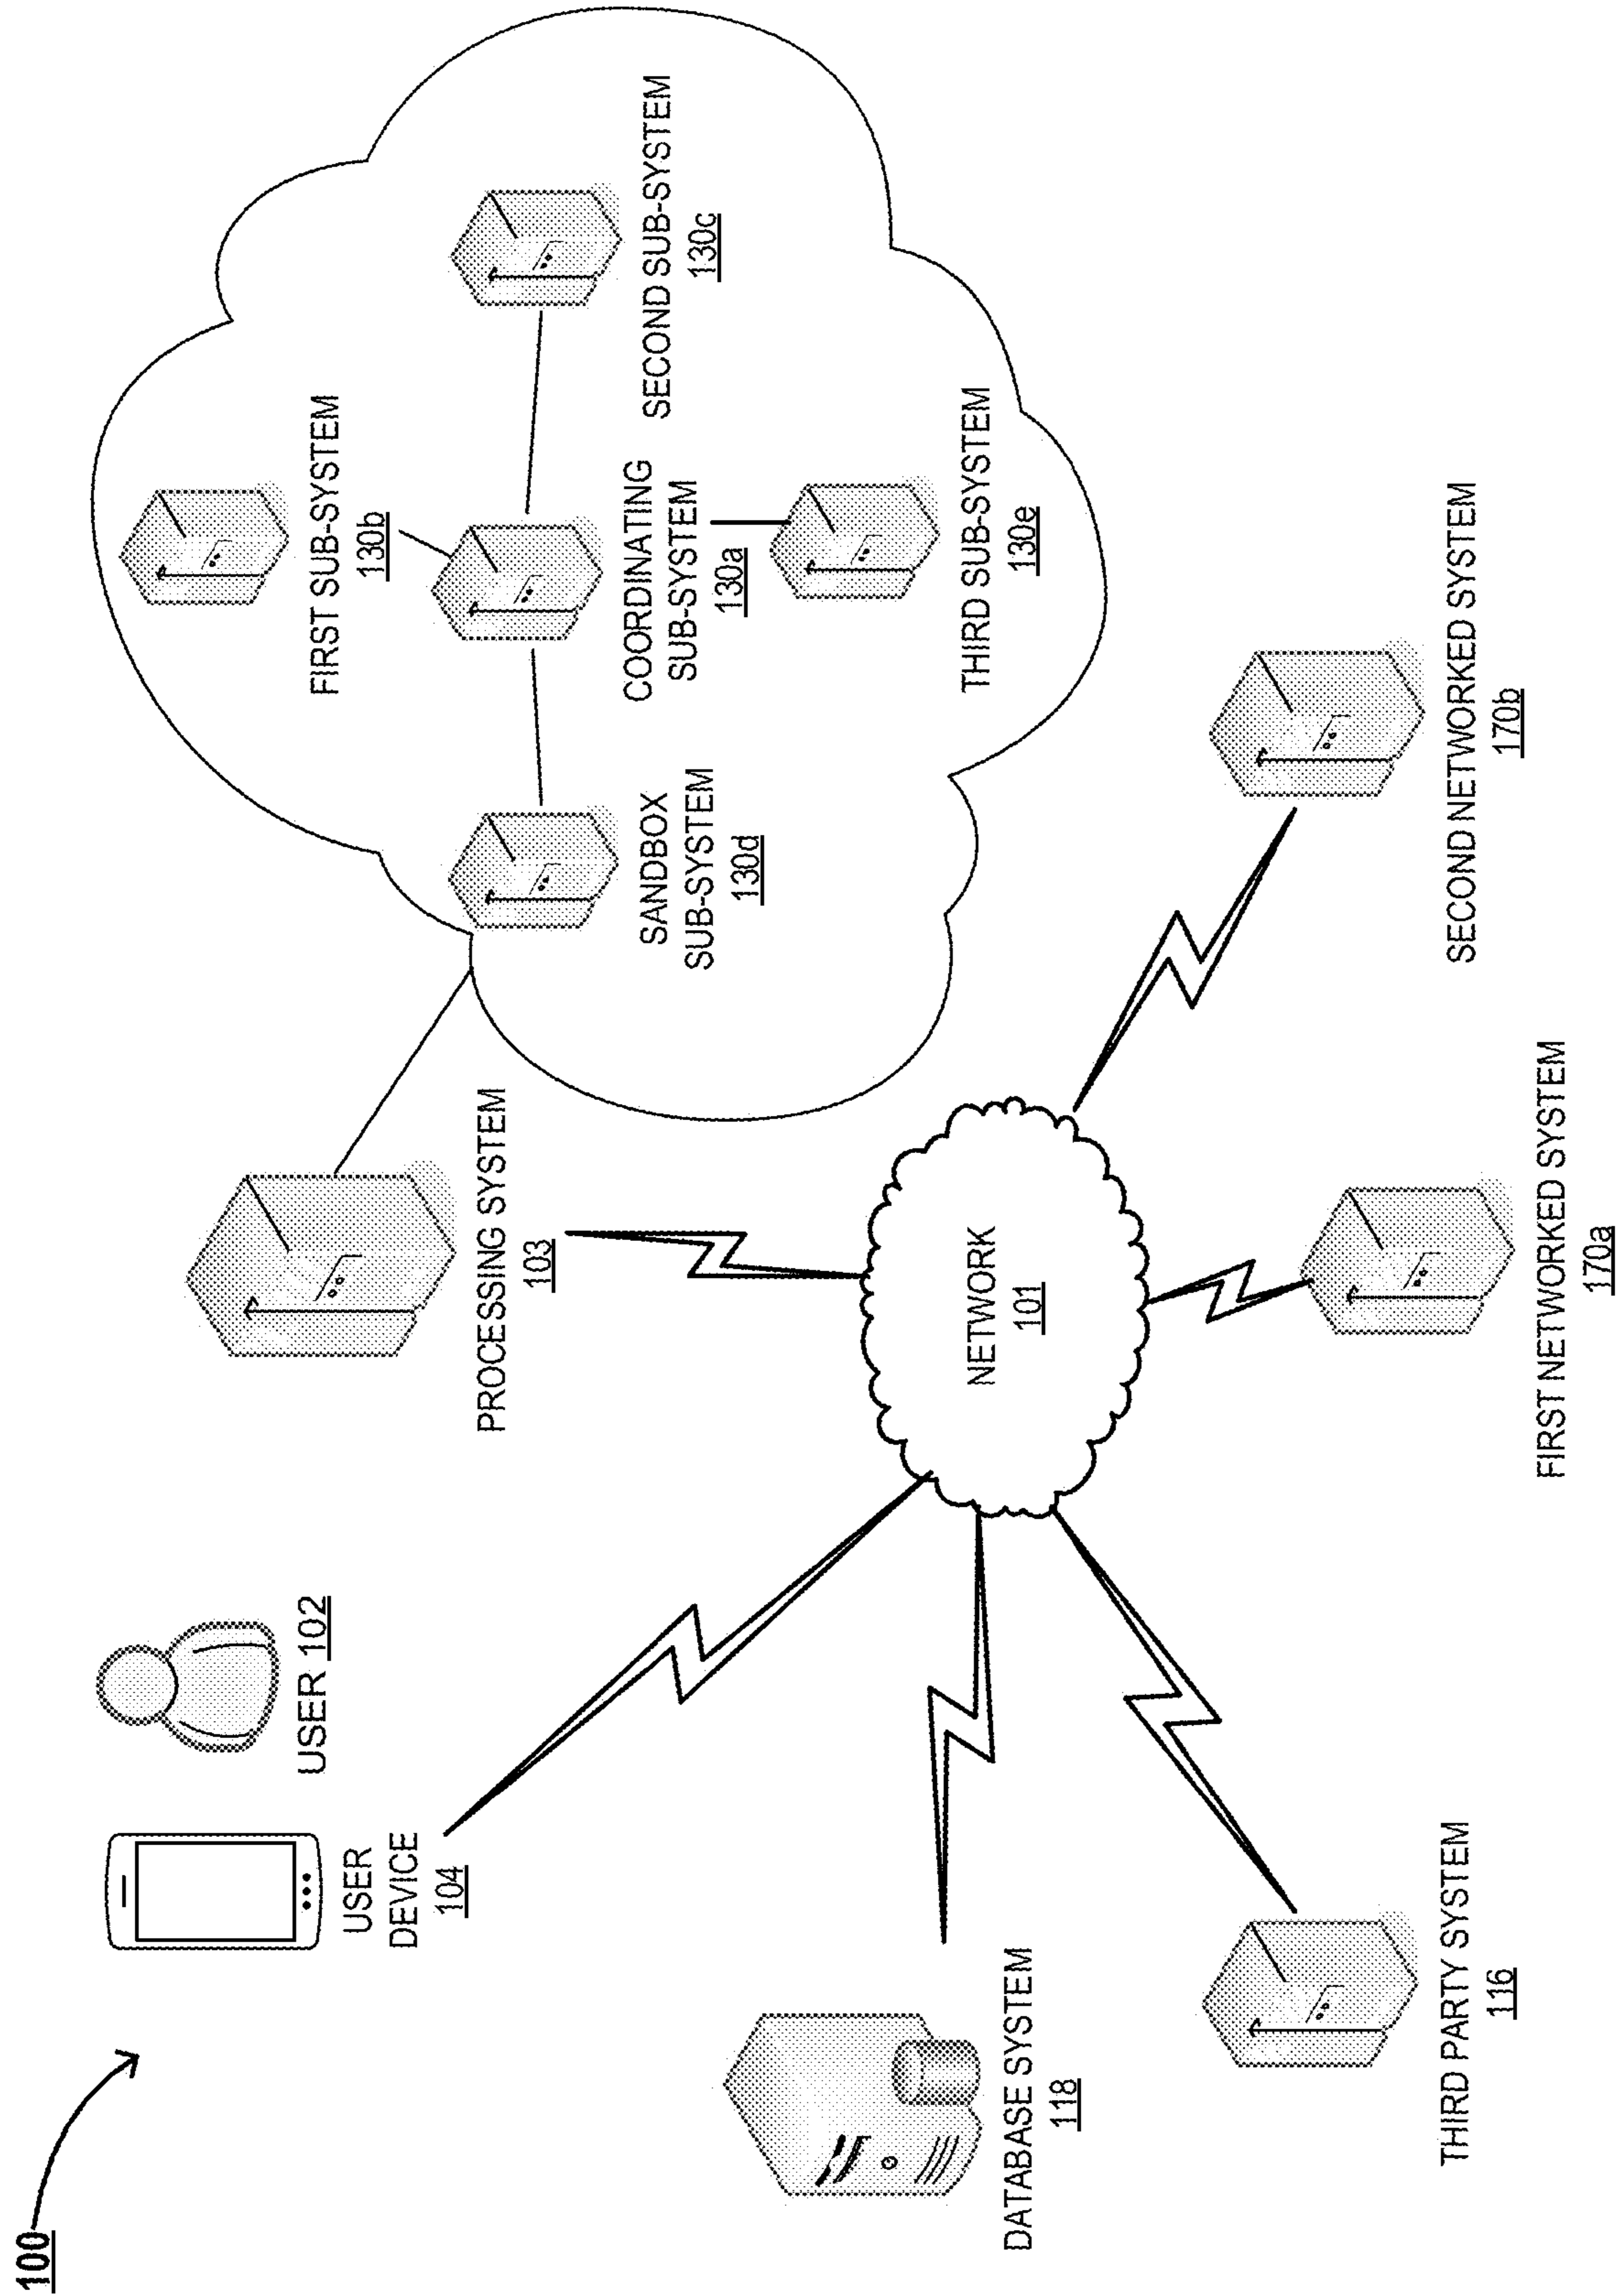 100
USER 102
USER
DEVICE
104
PROCESSING SYSTEM
103
FIRST SUB-SYSTEM
130b
SANDBOX
SUB-SYSTEM
130d
COORDINATING
SUB-SYSTEM
130a
SECOND SUB-SYSTEM
130c
THIRD SUB-SYSTEM
130e
NETWORK
101
DATABASE SYSTEM
118
THIRD PARTY SYSTEM
116
FIRST NETWORKED SYSTEM
170a
SECOND NETWORKED SYSTEM
170b